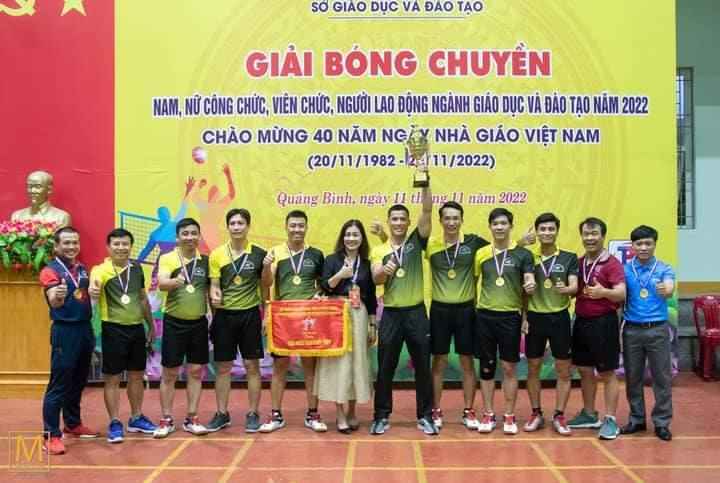 SỞ GIÁO DỤC VÀ ĐÀO TẠO
GIẢI BÓNG CHUYỀN
NAM, NỮ CÔNG CHỨC, VIÊN CHỨC, NGƯỜI LAO ĐỘNG NGÀNH GIÁO DỤC VÀ ĐÀO TẠO NĂM 2022
CHÀO MỪNG 40 NĂM NGÀY NHÀ GIÁO VIỆT NAM
(20/11/1982 - 20/11/2022)
Quảng Bình, ngày 11 tháng 11 năm 2022
M